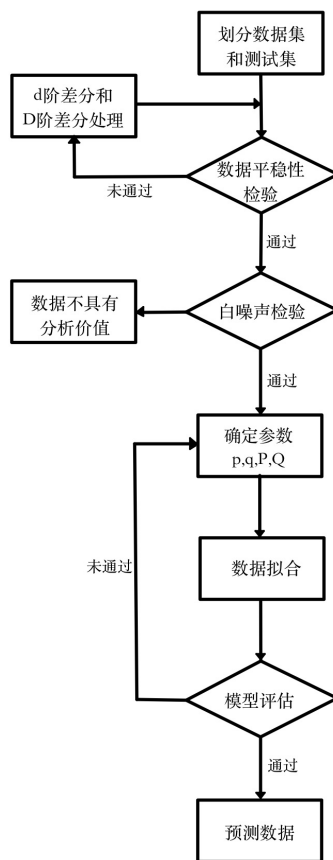 划分数据集
和测试集
d阶差分和
D阶差分处理
未通过
数据平稳性
检验
通过
数据不具有
分析价值
白噪声检验
通过
确定参数
p,q,P,Q
未通过
数据拟合
模型评估
通过
预测数据